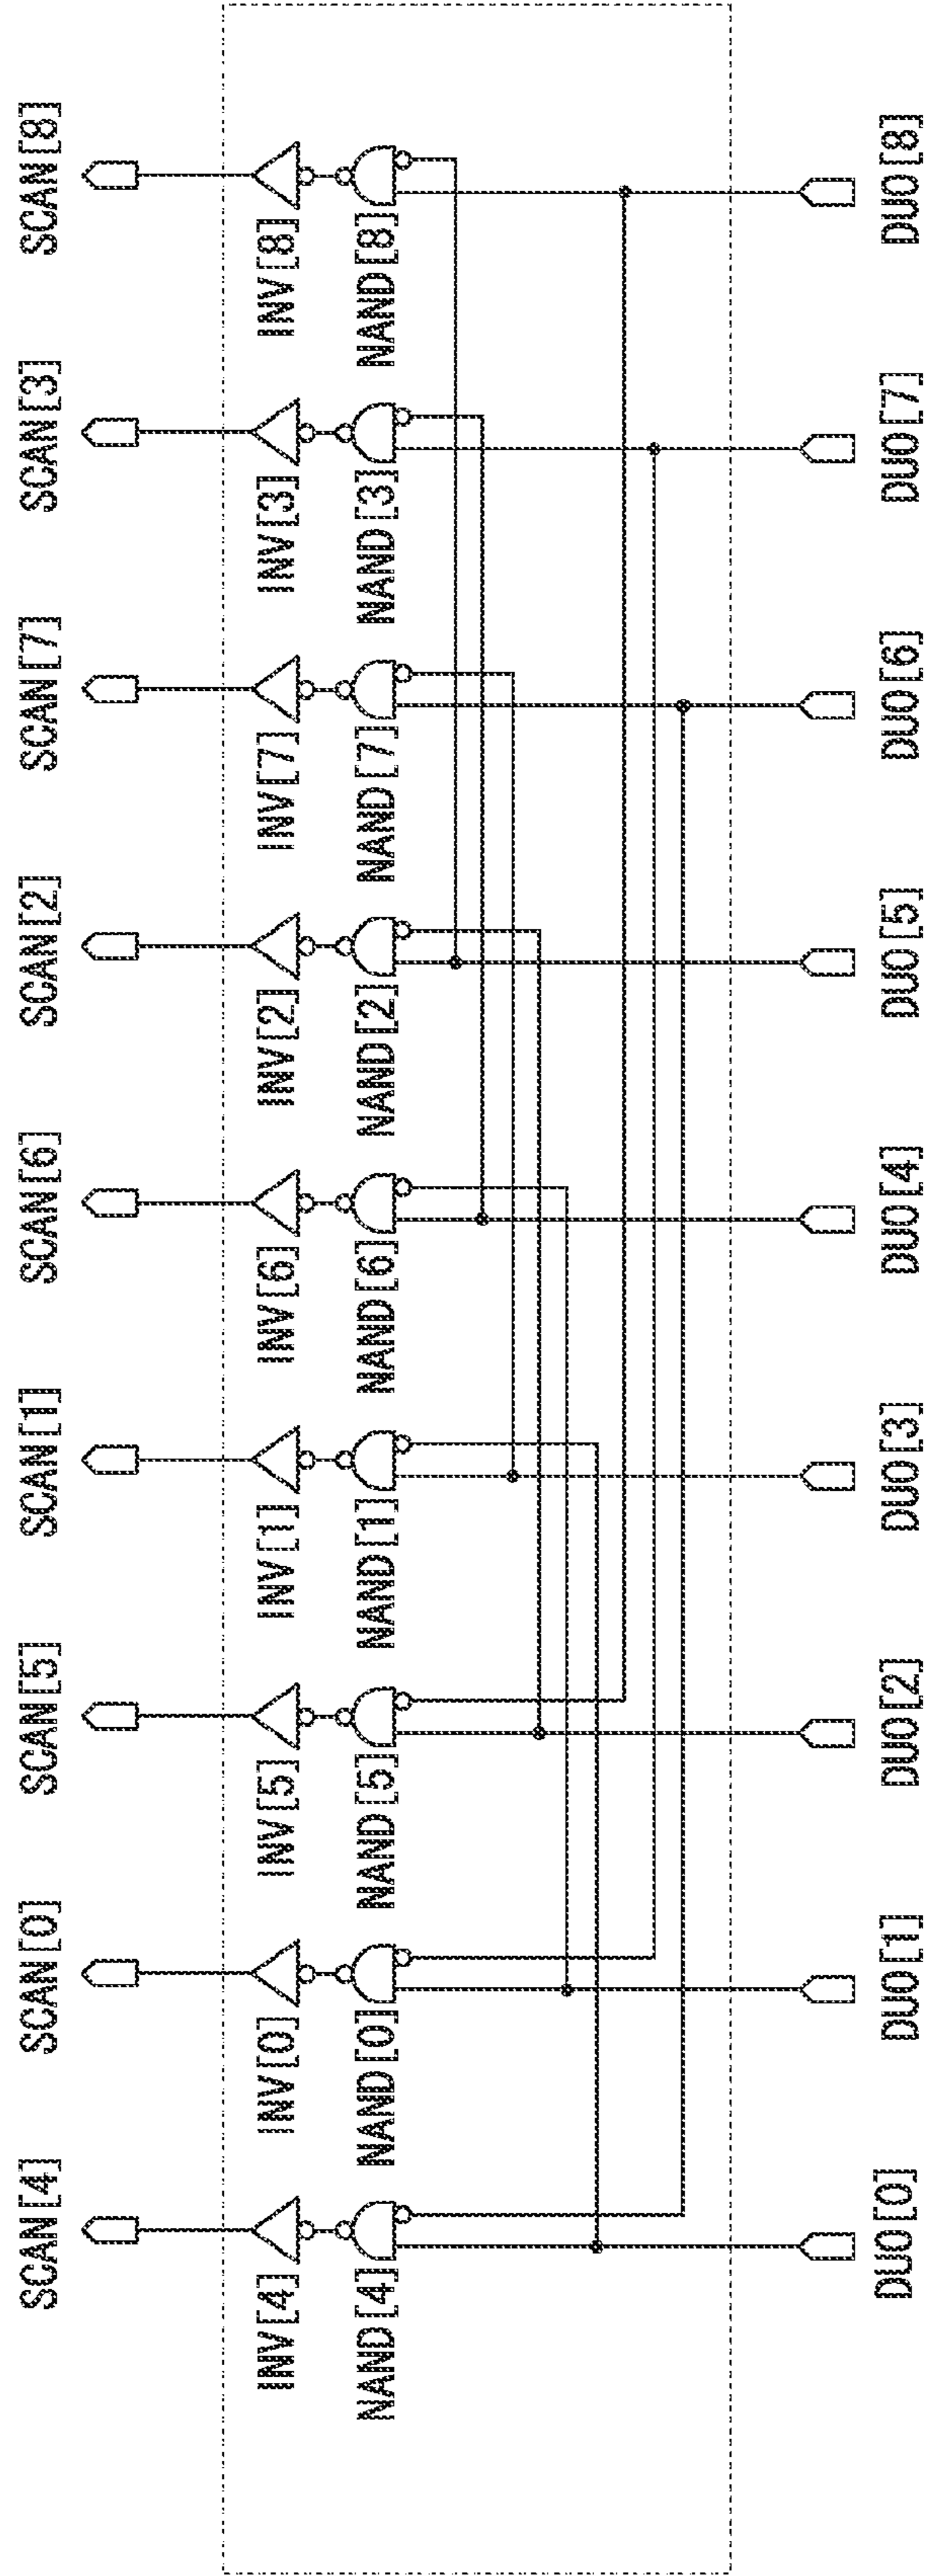 SCAN[4]
SCAN[0]
SCAN[5]
SCAN[1]
SCAN[6]
SCAN[2]
SCAN[7]
SCAN[3]
SCAN[8]
INV[4]
INV[0]
INV[5]
INV[1]
INV[6]
INV[2]
INV[7]
INV[3]
INV[8]
NAND[4]
NAND[0]
NAND[5]
NAND[1]
NAND[6]
NAND[2]
NAND[7]
NAND[3]
NAND[8]
DUO[0]
DUO[1]
DUO[2]
DUO[3]
DUO[4]
DUO[5]
DUO[6]
DUO[7]
DUO[8]